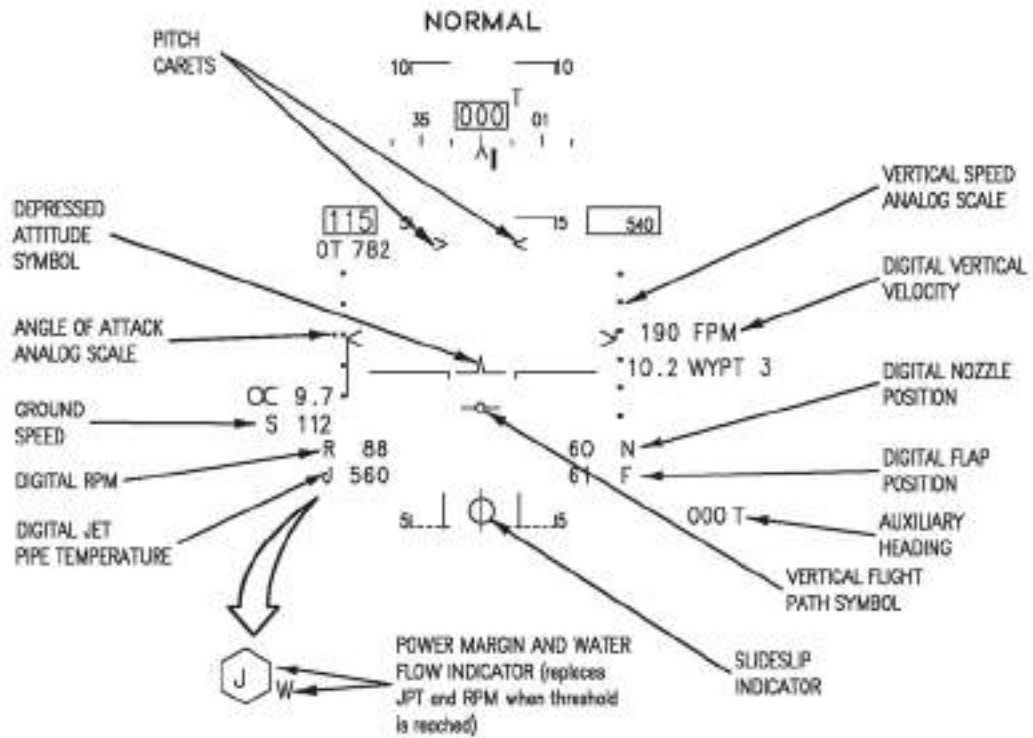 NORMAL
PITCH
CARETS
10 10
T
35 000 01
115 5 540
OT 782
VERTICAL SPEED
ANALOG SCALE
DEPRESSED
ATTITUDE
SYMBOL
DIGITAL VERTICAL
VELOCITY
ANGLE OF ATTACK
ANALOG SCALE
190 FPM
10.2 WYPT 3
DIGITAL NOZZLE
POSITION
GROUND
SPEED
9.7
S 112
R 88
60 N
DIGITAL RPM
J 560
61 F
DIGITAL FLAP
POSITION
DIGITAL JET
PIPE TEMPERATURE
5 5
000 T
AUXILIARY
HEADING
VERTICAL FLIGHT
PATH SYMBOL
J W
POWER MARGIN AND WATER
FLOW INDICATOR (replaces
JPT and RPM when threshold
is reached)
SLIDESLIP
INDICATOR